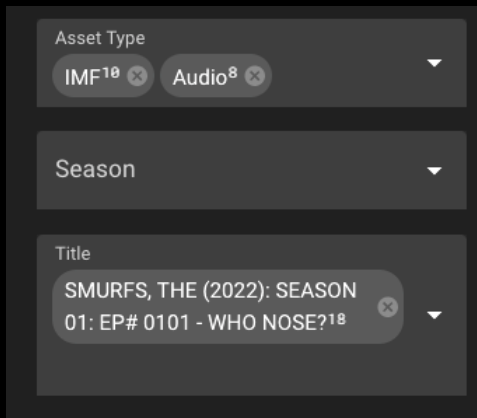 Asset Type
IMF¹⁰ Audio⁸
Season
Title
SMURFS, THE (2022): SEASON
01: EP# 0101 - WHO NOSE?¹⁸